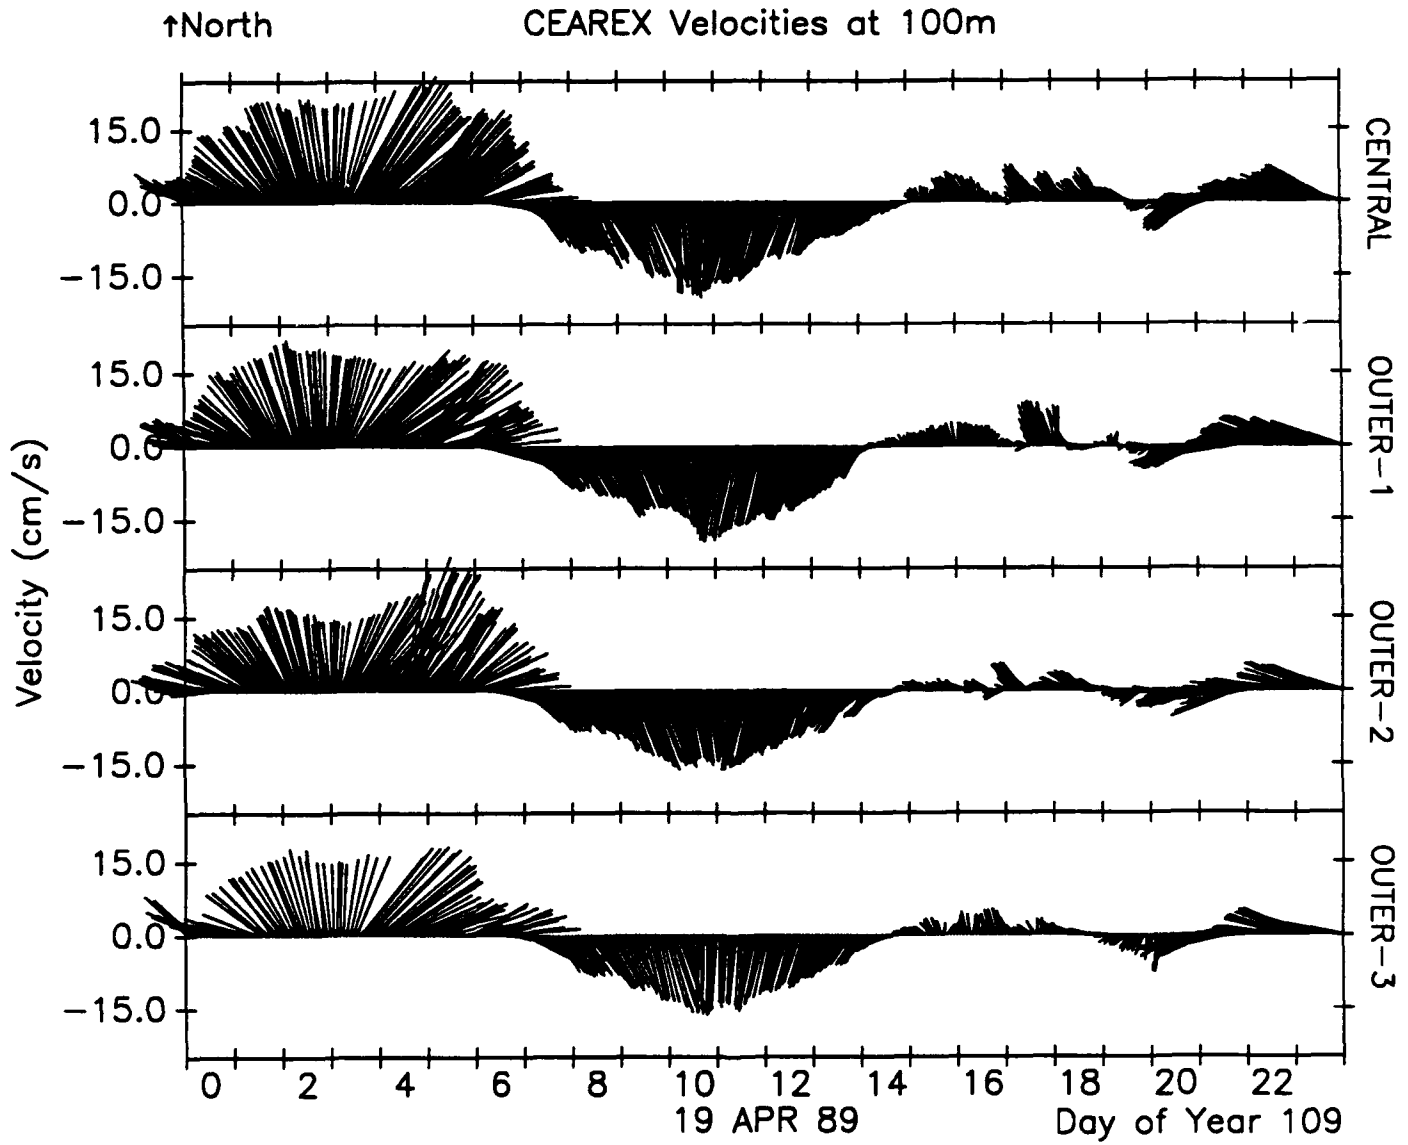 ↑North CEAREX Velocities at 100m
15.0
0.0
−15.0
CENTRAL
15.0
0.0
−15.0
OUTER−1
15.0
0.0
−15.0
OUTER−2
15.0
0.0
−15.0
OUTER−3
Velocity (cm/s)
0 2 4 6 8 10 12 14 16 18 20 22
19 APR 89 Day of Year 109